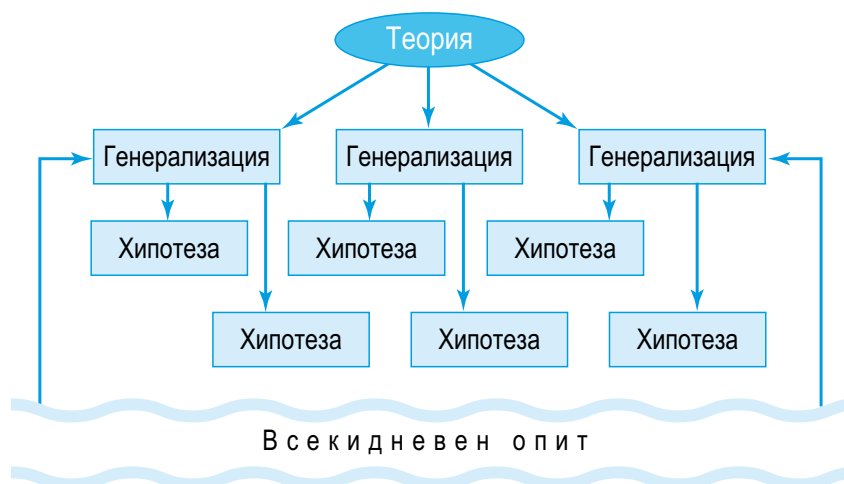 Теория
Генерализация
Генерализация
Генерализация
Хипотеза
Хипотеза
Хипотеза
Хипотеза
Хипотеза
Хипотеза
Всекидневен опит